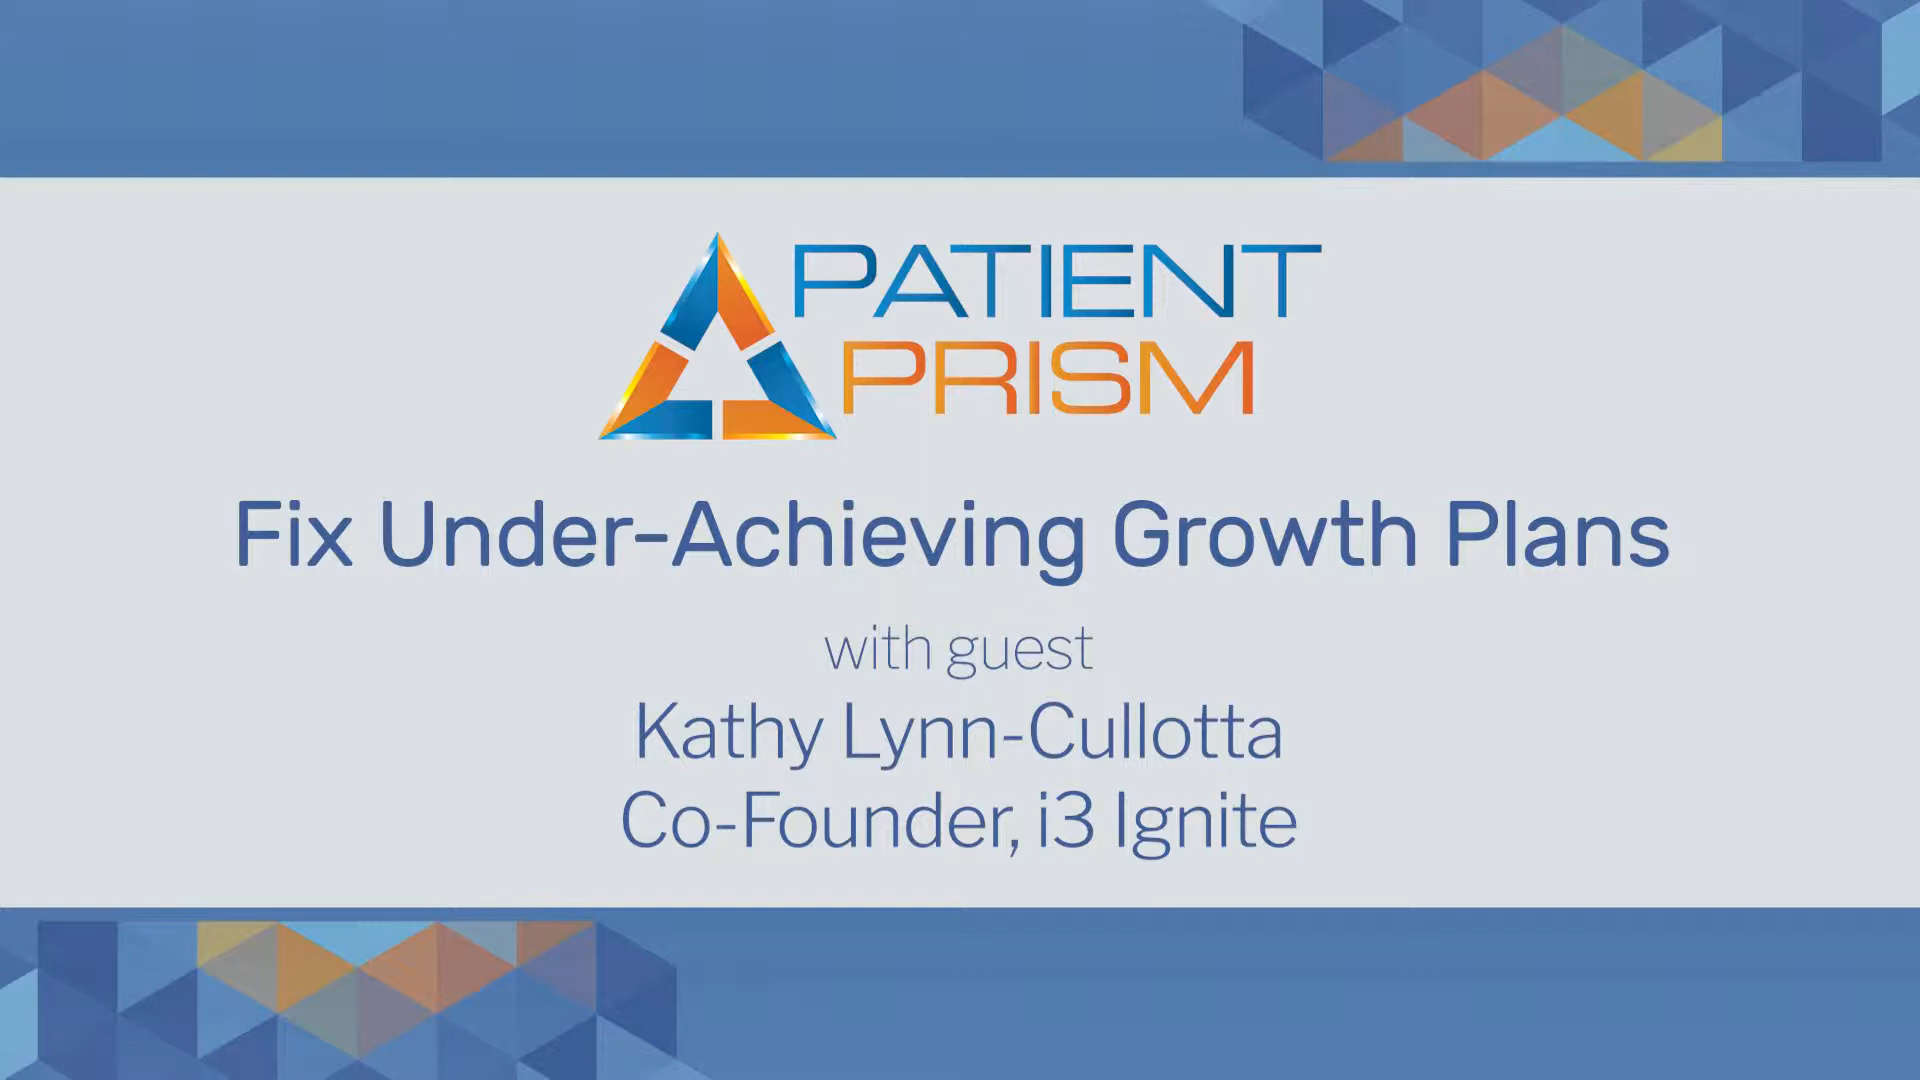 PATIENT
PRISM
Fix Under-Achieving Growth Plans
with guest
Kathy Lynn-Cullotta
Co-Founder, i3 Ignite